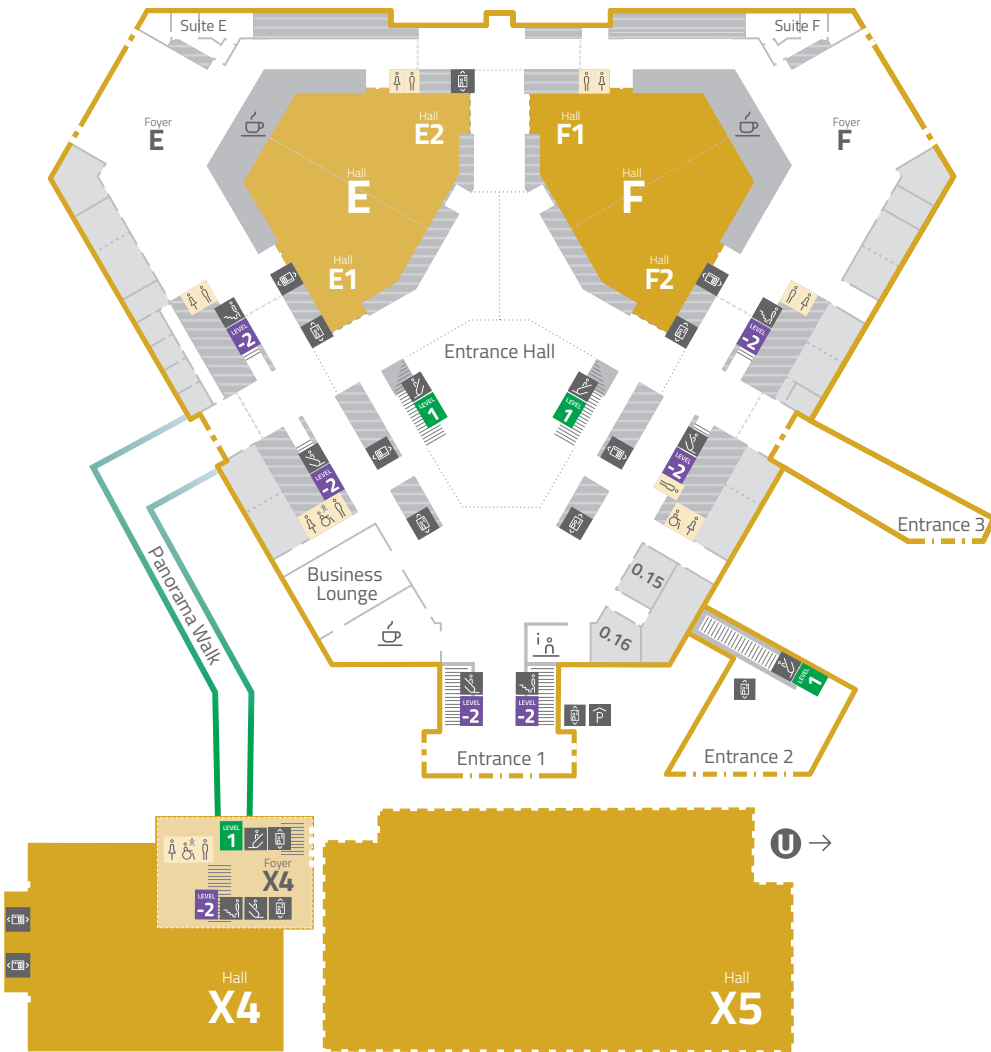 Suite E
Suite F
Foyer
E
Hall
E2
Hall
F1
Foyer
F
Hall
E
Hall
F
Hall
E1
Hall
F2
LEVEL
-2
LEVEL
-2
Entrance Hall
LEVEL
1
LEVEL
1
LEVEL
-2
LEVEL
-2
Entrance 3
Panorama Walk
Business
Lounge
0.15
0.16
i
LEVEL
1
LEVEL
-2
LEVEL
-2
P
Entrance 1
Entrance 2
LEVEL
1
U
Foyer
X4
LEVEL
-2
Hall
X4
Hall
X5